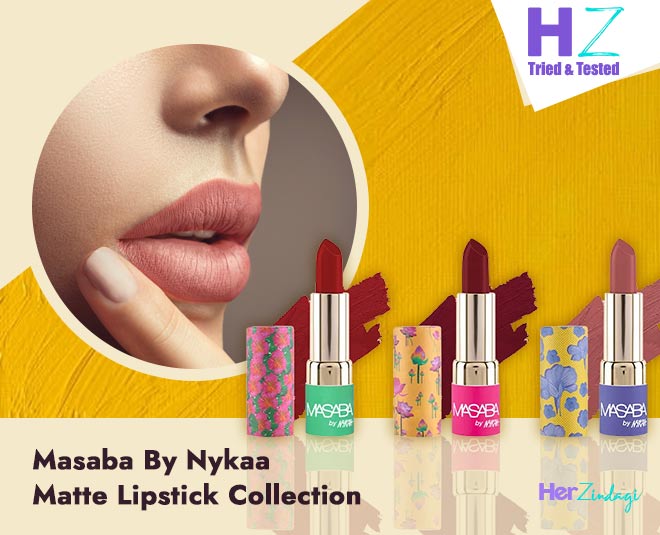 HZ
Tried & Tested
MASABA
by NYKAA
MASABA
by NYKAA
MASABA
by NYKAA
Masaba By Nykaa
Matte Lipstick Collection
HerZindagi